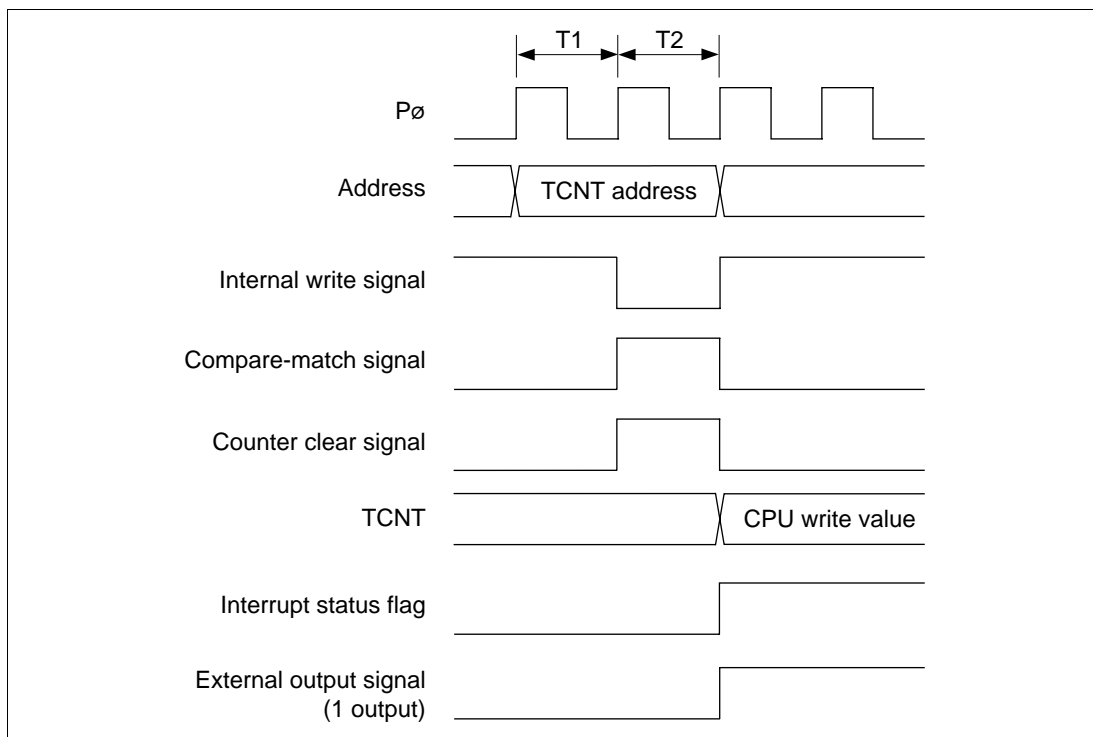 T1 T2
Pø
Address TCNT address
Internal write signal
Compare-match signal
Counter clear signal
TCNT CPU write value
Interrupt status flag
External output signal
(1 output)